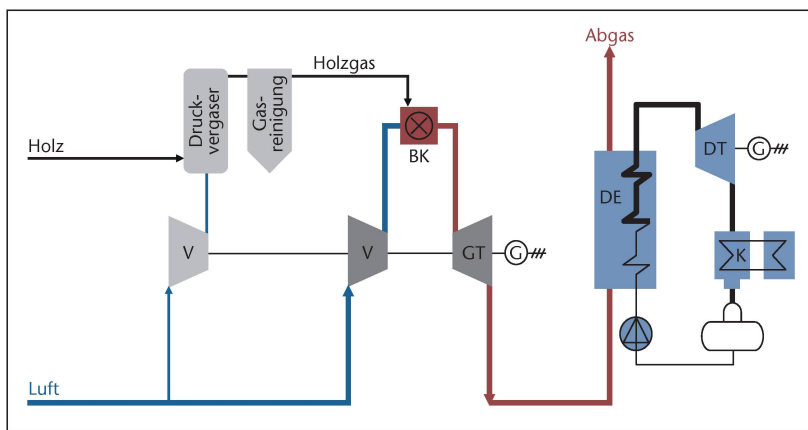 Abgas
Holzgas
Druck-
vergaser
Gas-
reinigung
Holz
BK
DT
G
DE
V
V
GT
G
K
Luft